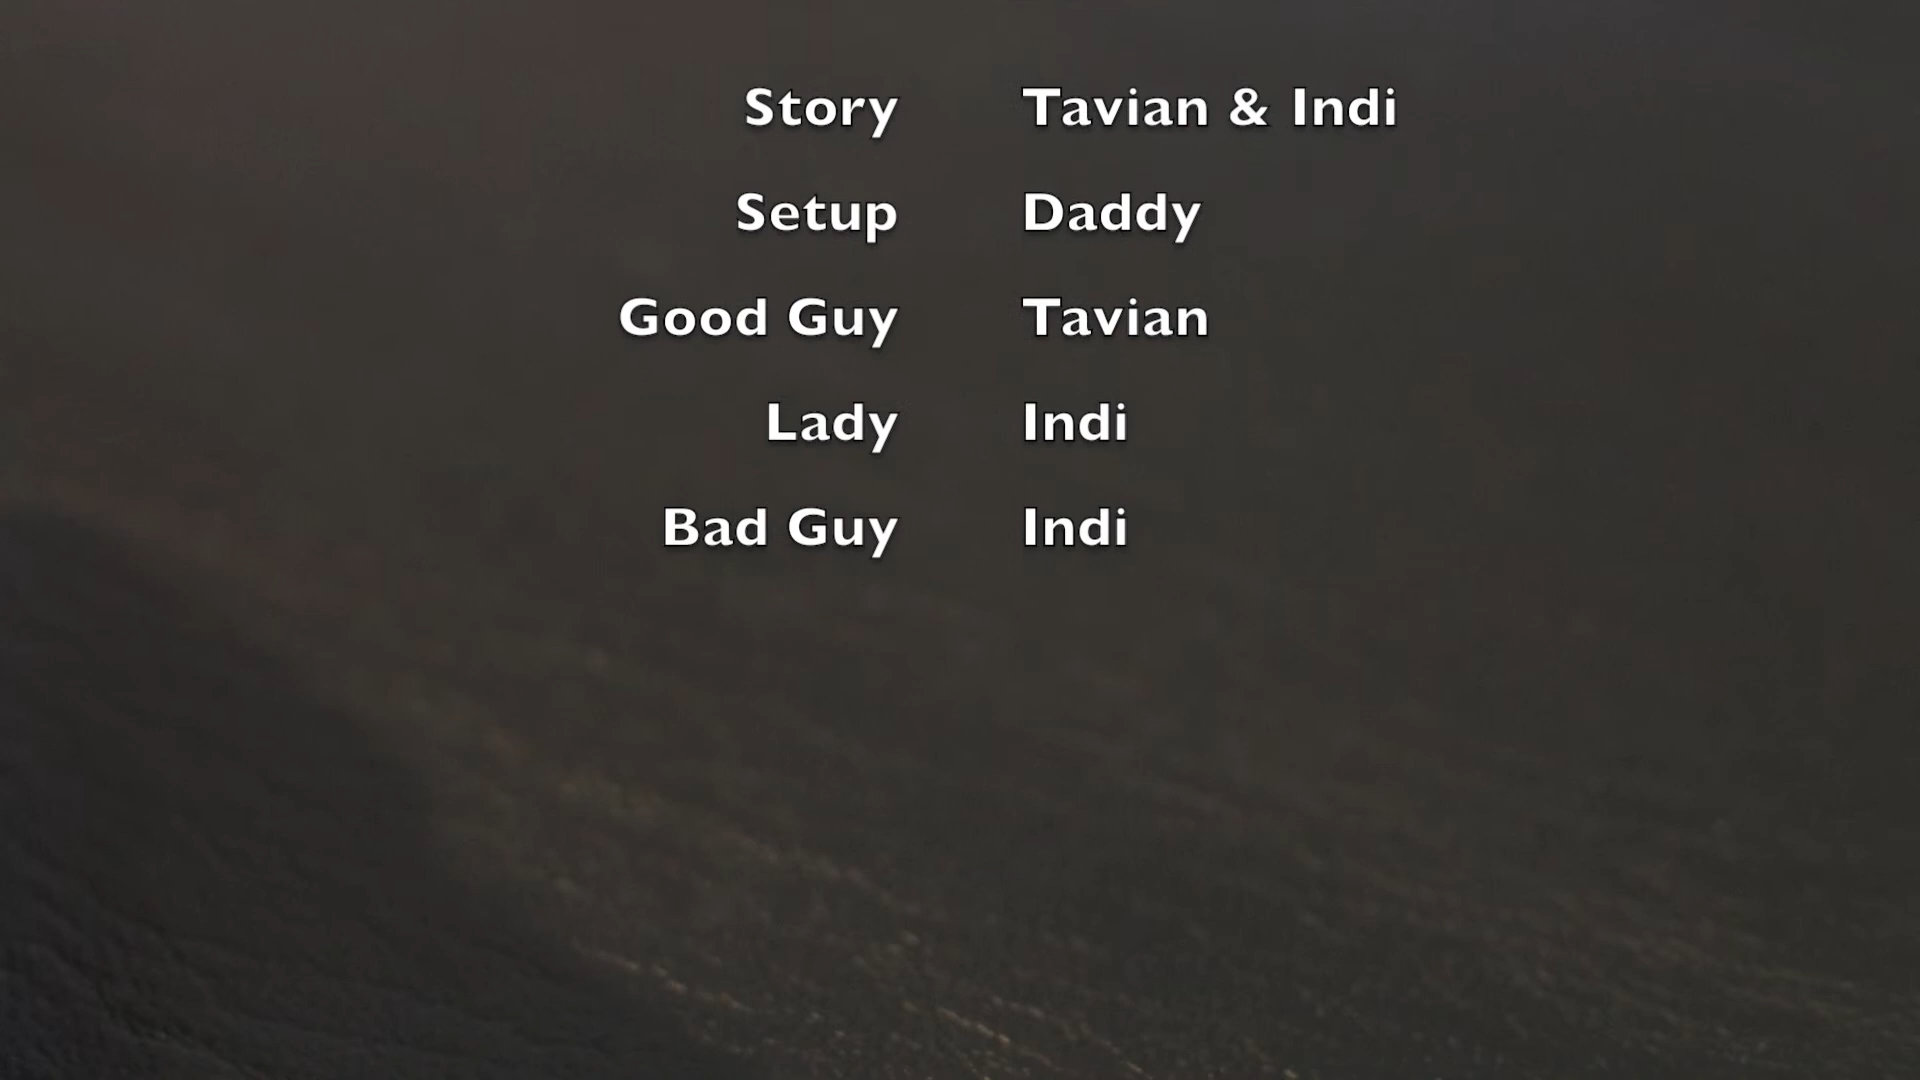 Story Tavian & Indi
Setup Daddy
Good Guy Tavian
Lady Indi
Bad Guy Indi